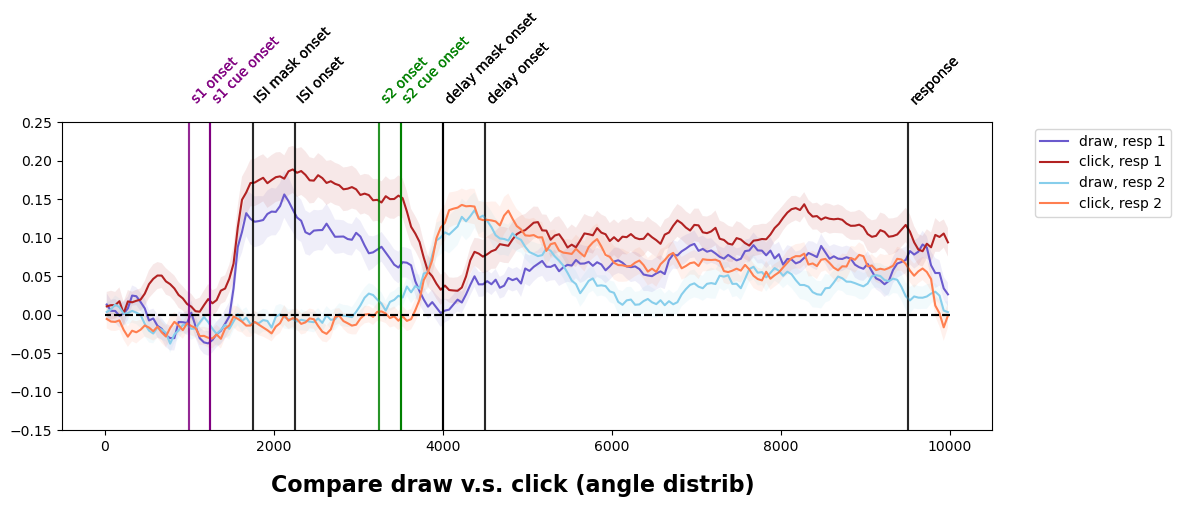 s1 onset
s1 cue onset
ISI mask onset
ISI onset
s2 onset
s2 cue onset
delay mask onset
delay onset
response
0.25
0.20
0.15
0.10
0.05
0.00
−0.05
−0.10
−0.15
0
2000
4000
6000
8000
10000
draw, resp 1
click, resp 1
draw, resp 2
click, resp 2
Compare draw v.s. click (angle distrib)